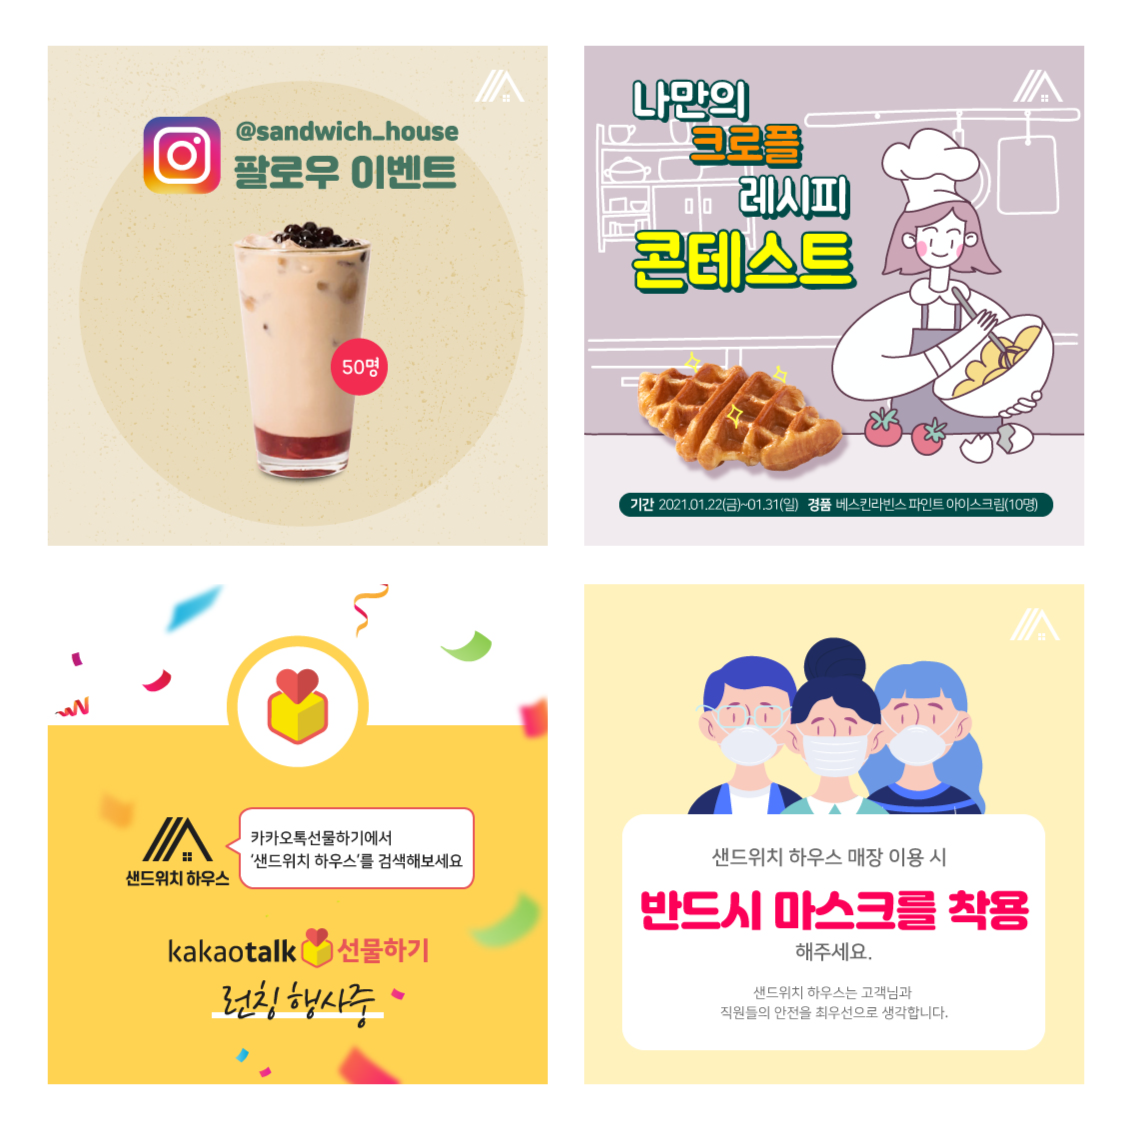 @sandwich_house
팔로우 이벤트
50명
나만의
크로플
레시피
콘테스트
기간 2021.01.22(금)~01.31(일) 경품 베스킨라빈스 파인트 아이스크림(10명)
샌드위치 하우스
카카오톡선물하기에서
'샌드위치 하우스'를 검색해보세요
kakaotalk 선물하기
런칭 행사중
샌드위치 하우스 매장 이용 시
반드시 마스크를 착용
해주세요.
샌드위치 하우스는 고객님과
직원들의 안전을 최우선으로 생각합니다.